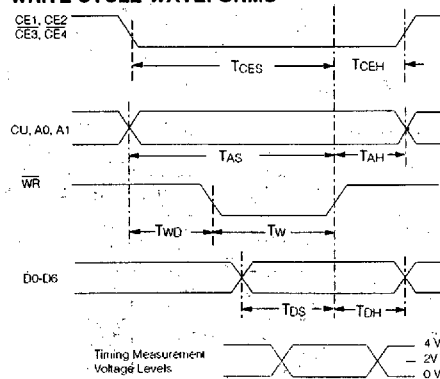 WRITE CYCLE WAVEFORMS
CE1, CE2
CE3, CE4
TCES
TCEH
CU, A0, A1
TAS
TAH
WR
TWD
TW
D0-D6
TDS
TDH
Timing Measurement
Voltage Levels
4 V
2V
0 V